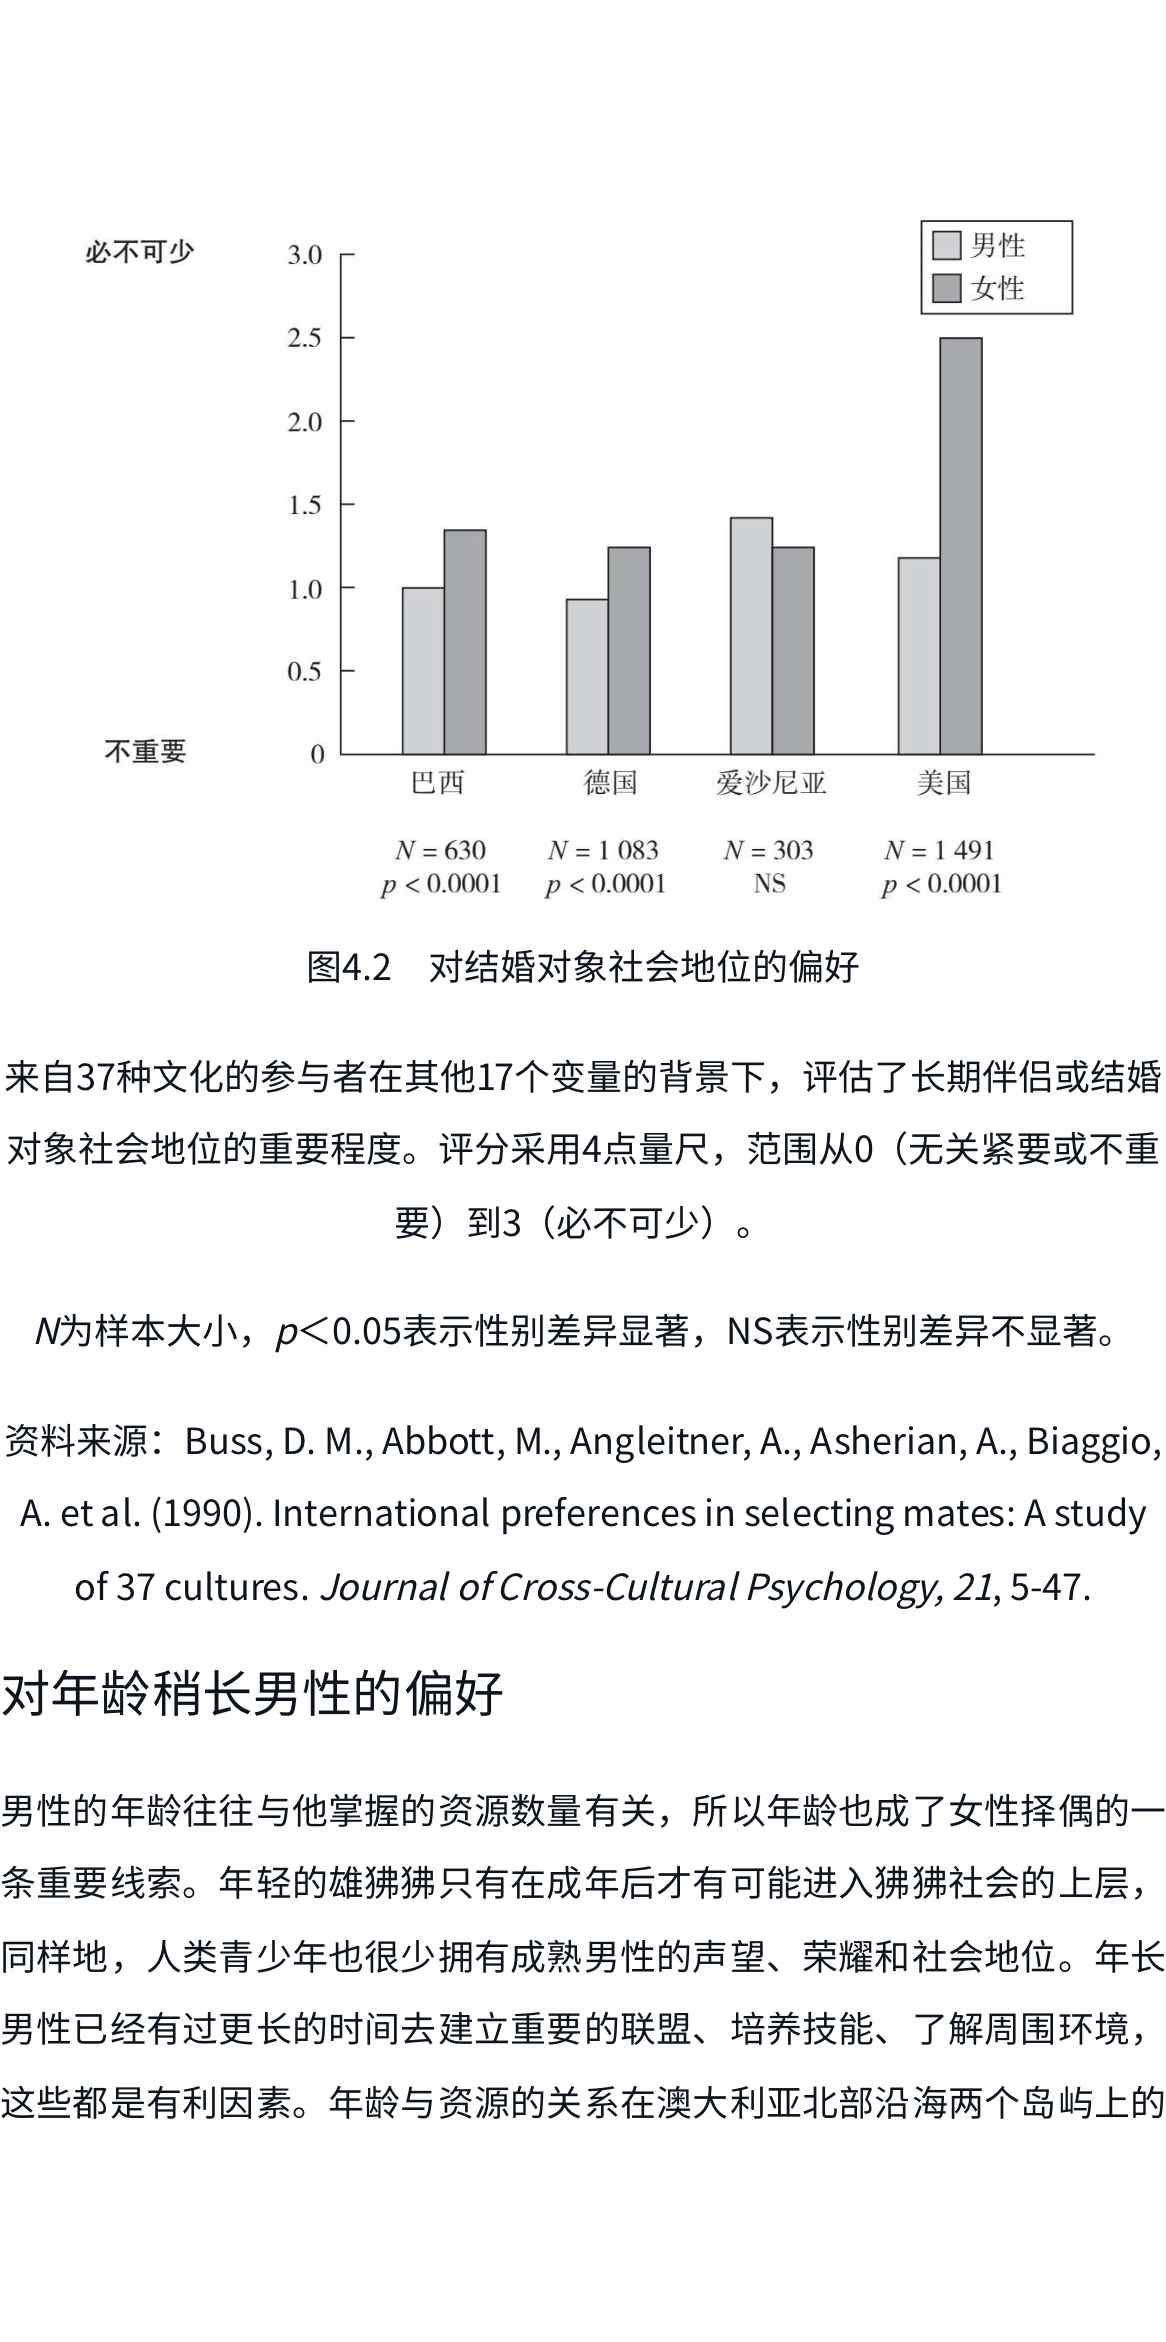 必不可少
3.0
2.5
2.0
1.5
1.0
0.5
不重要
0
男性
女性
巴西 德国 爱沙尼亚 美国
N = 630 N = 1 083 N = 303 N = 1 491
p < 0.0001 p < 0.0001 NS p < 0.0001
图4.2 对结婚对象社会地位的偏好
来自37种文化的参与者在其他17个变量的背景下，评估了长期伴侣或结婚
对象社会地位的重要程度。评分采用4点量尺，范围从0（无关紧要或不重
要）到3（必不可少）。
N为样本大小，p＜0.05表示性别差异显著，NS表示性别差异不显著。
资料来源：Buss, D. M., Abbott, M., Angleitner, A., Asherian, A., Biaggio,
A. et al. (1990). International preferences in selecting mates: A study
of 37 cultures. Journal of Cross-Cultural Psychology, 21, 5-47.
对年龄稍长男性的偏好
男性的年龄往往与他掌握的资源数量有关，所以年龄也成了女性择偶的一
条重要线索。年轻的雄狒狒只有在成年后才有可能进入狒狒社会的上层，
同样地，人类青少年也很少拥有成熟男性的声望、荣耀和社会地位。年长
男性已经有过更长的时间去建立重要的联盟、培养技能、了解周围环境，
这些都是有利因素。年龄与资源的关系在澳大利亚北部沿海两个岛屿上的